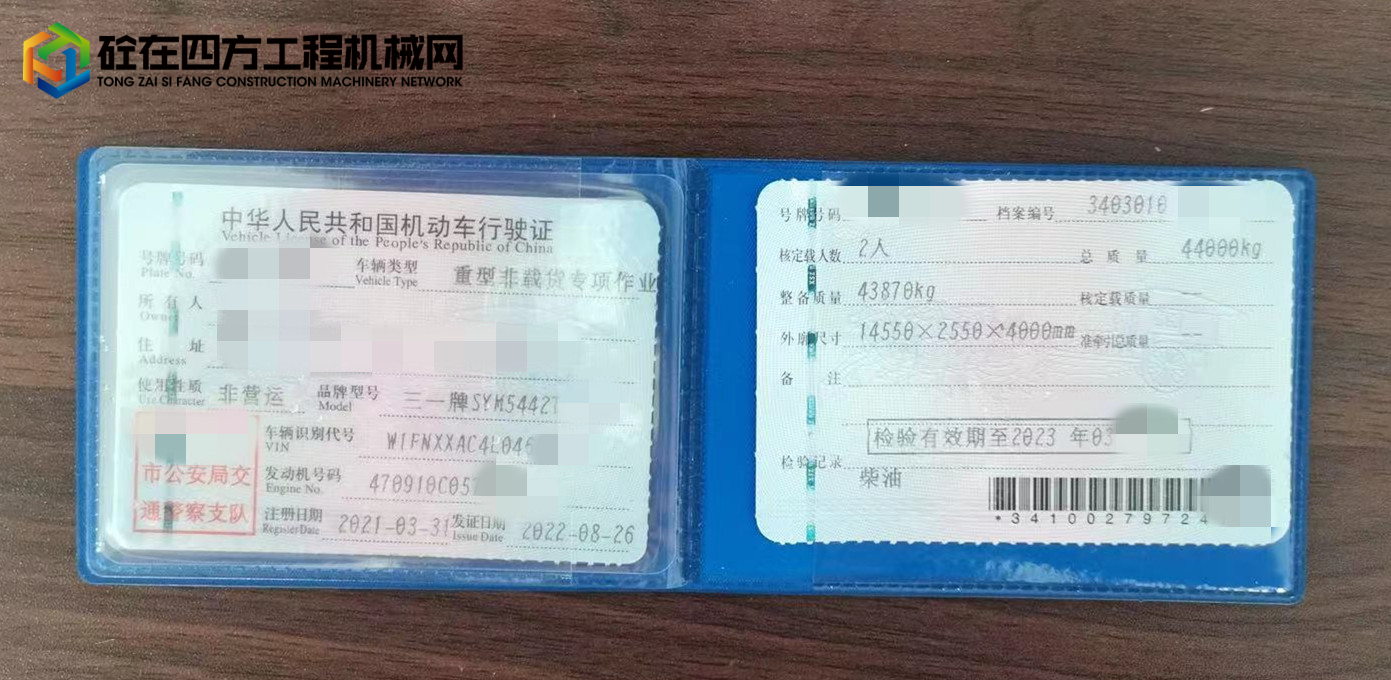 砼在四方工程机械网
TONG ZAI SI FANG CONSTRUCTION MACHINERY NETWORK
中华人民共和国机动车行驶证
Vehicle License of the People's Republic of China
号牌号码
Plate No.
车辆类型
Vehicle Type
重型非载货专项作业
所有人
Owner
住址
Address
使用性质
Use Character
非营运
品牌型号
Model
三一牌SYM5442
市公安局交
通警察支队
车辆识别代号
VIN
W1FNXXAC4L046
发动机号码
Engine No.
470910C05
注册日期
Register Date
2021-03-31
发证日期
Issue Date
2022-08-26
号牌号码
档案编号
3403010
核定载人数
2人
总质量
44000kg
整备质量
43870kg
核定载质量
--
外廓尺寸
14550×2550×4000mm
准牵引总质量
--
备注
检验有效期至2023 年03
检验记录
柴油
*34100279724